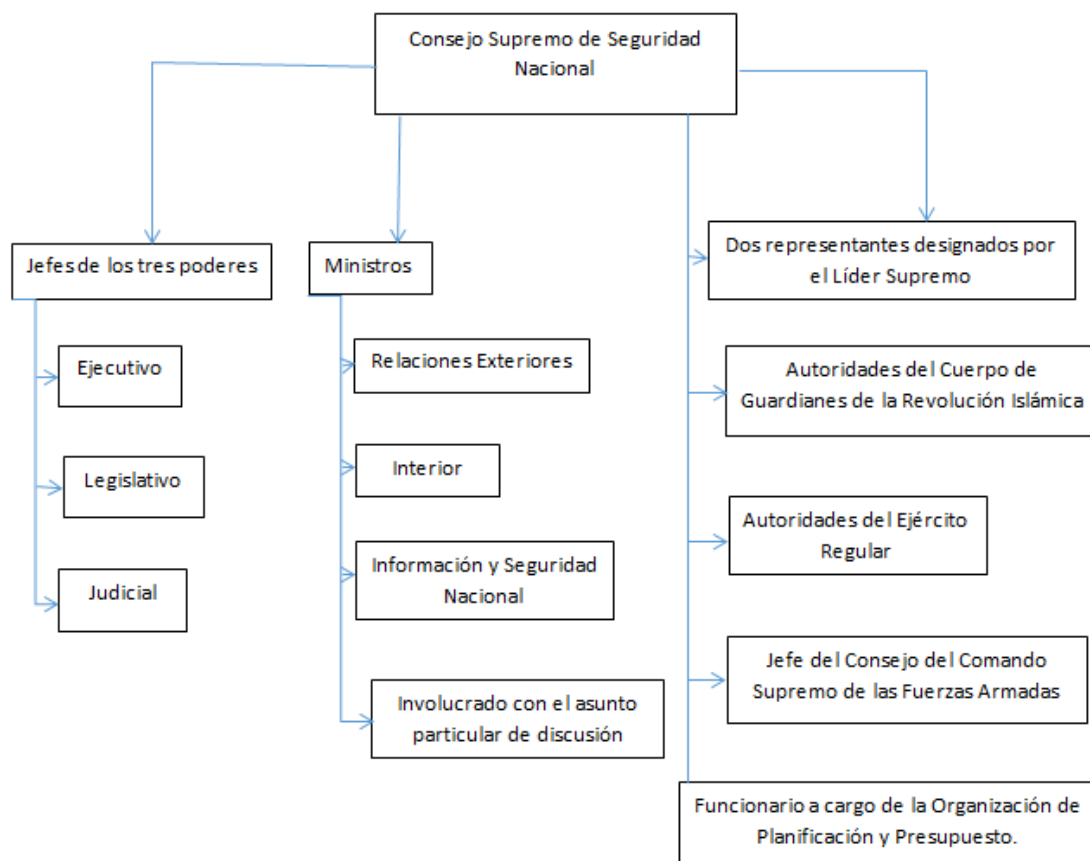 Consejo Supremo de Seguridad
Nacional
Jefes de los tres poderes
Ejecutivo
Legislativo
Judicial
Ministros
Relaciones Exteriores
Interior
Información y Seguridad
Nacional
Involucrado con el asunto
particular de discusión
Dos representantes designados por
el Líder Supremo
Autoridades del Cuerpo de
Guardianes de la Revolución Islámica
Autoridades del Ejército
Regular
Jefe del Consejo del Comando
Supremo de las Fuerzas Armadas
Funcionario a cargo de la Organización de
Planificación y Presupuesto.